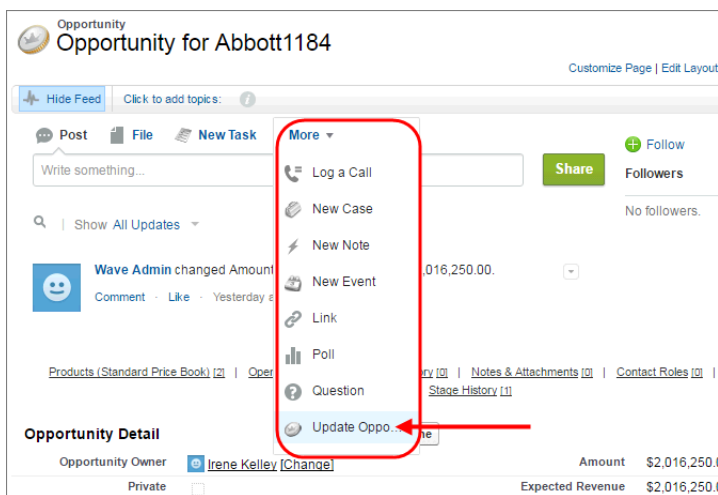 Opportunity
Opportunity for Abbott1184
Customize Page | Edit Layout
Hide Feed Click to add topics: i
Post File New Task More
Follow
Write something... Share
Log a Call
Followers
New Case
No followers.
Show All Updates
New Note
Wave Admin changed Amount ,016,250.00.
New Event
Comment · Like · Yesterday
Link
Poll
Products (Standard Price Book) [2] | [0] | Notes & Attachments [0] | Contact Roles [0] |
Question
Stage History [1]
Update Oppo...
Opportunity Detail
Opportunity Owner Irene Kelley [Change] Amount $2,016,250.0
Private Expected Revenue $2,016,250.0